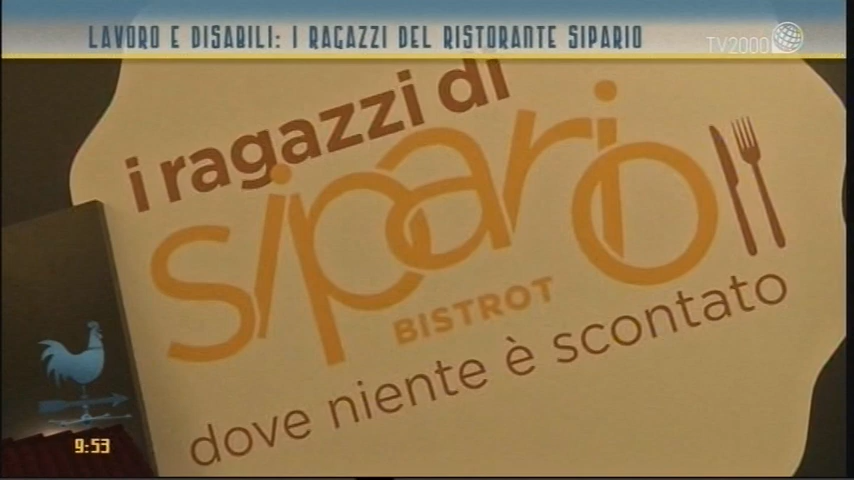 LAVORO E DISABILI: I RAGAZZI DEL RISTORANTE SIPARIO
TV2000
i ragazzi di
sipario
BISTROT
dove niente è scontato
9:53